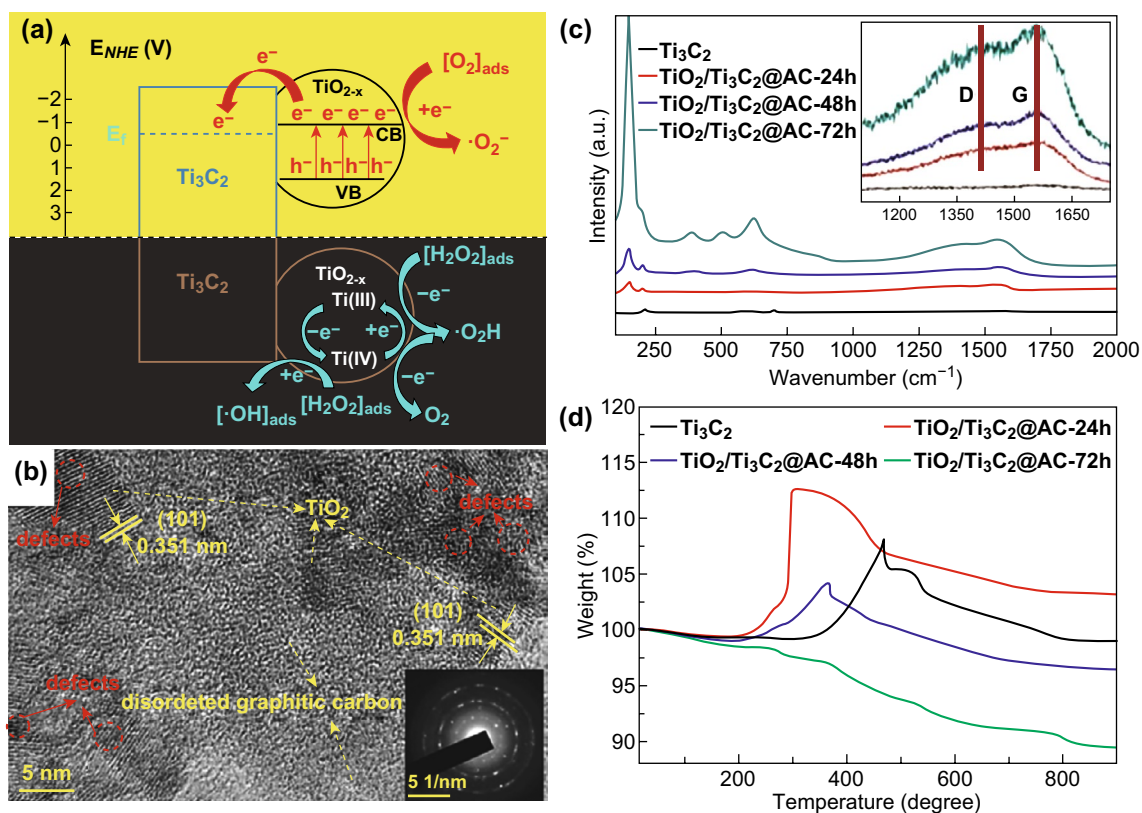 (a)
E_NHE (V)
−2
−1
0
1
2
3
E_f
Ti₃C₂
e⁻
e⁻
TiO₂₋ₓ
e⁻ e⁻ e⁻ e⁻
CB
h⁻ h⁻ h⁻ h⁻
VB
[O₂]ads
+e⁻
·O₂⁻
Ti₃C₂
TiO₂₋ₓ
Ti(III)
−e⁻
+e⁻
Ti(IV)
+e⁻
[·OH]ads
[H₂O₂]ads
[H₂O₂]ads
−e⁻
·O₂H
−e⁻
O₂
(b)
defects
(101)
0.351 nm
TiO₂
defects
(101)
0.351 nm
defects
disordeted graphitic carbon
5 nm
5 1/nm
(c)
Ti₃C₂
TiO₂/Ti₃C₂@AC-24h
TiO₂/Ti₃C₂@AC-48h
TiO₂/Ti₃C₂@AC-72h
D
G
1200 1350 1500 1650
Intensity (a.u.)
250 500 750 1000 1250 1500 1750 2000
Wavenumber (cm⁻¹)
(d)
Ti₃C₂
TiO₂/Ti₃C₂@AC-24h
TiO₂/Ti₃C₂@AC-48h
TiO₂/Ti₃C₂@AC-72h
120
115
110
105
100
95
90
Weight (%)
200 400 600 800
Temperature (degree)